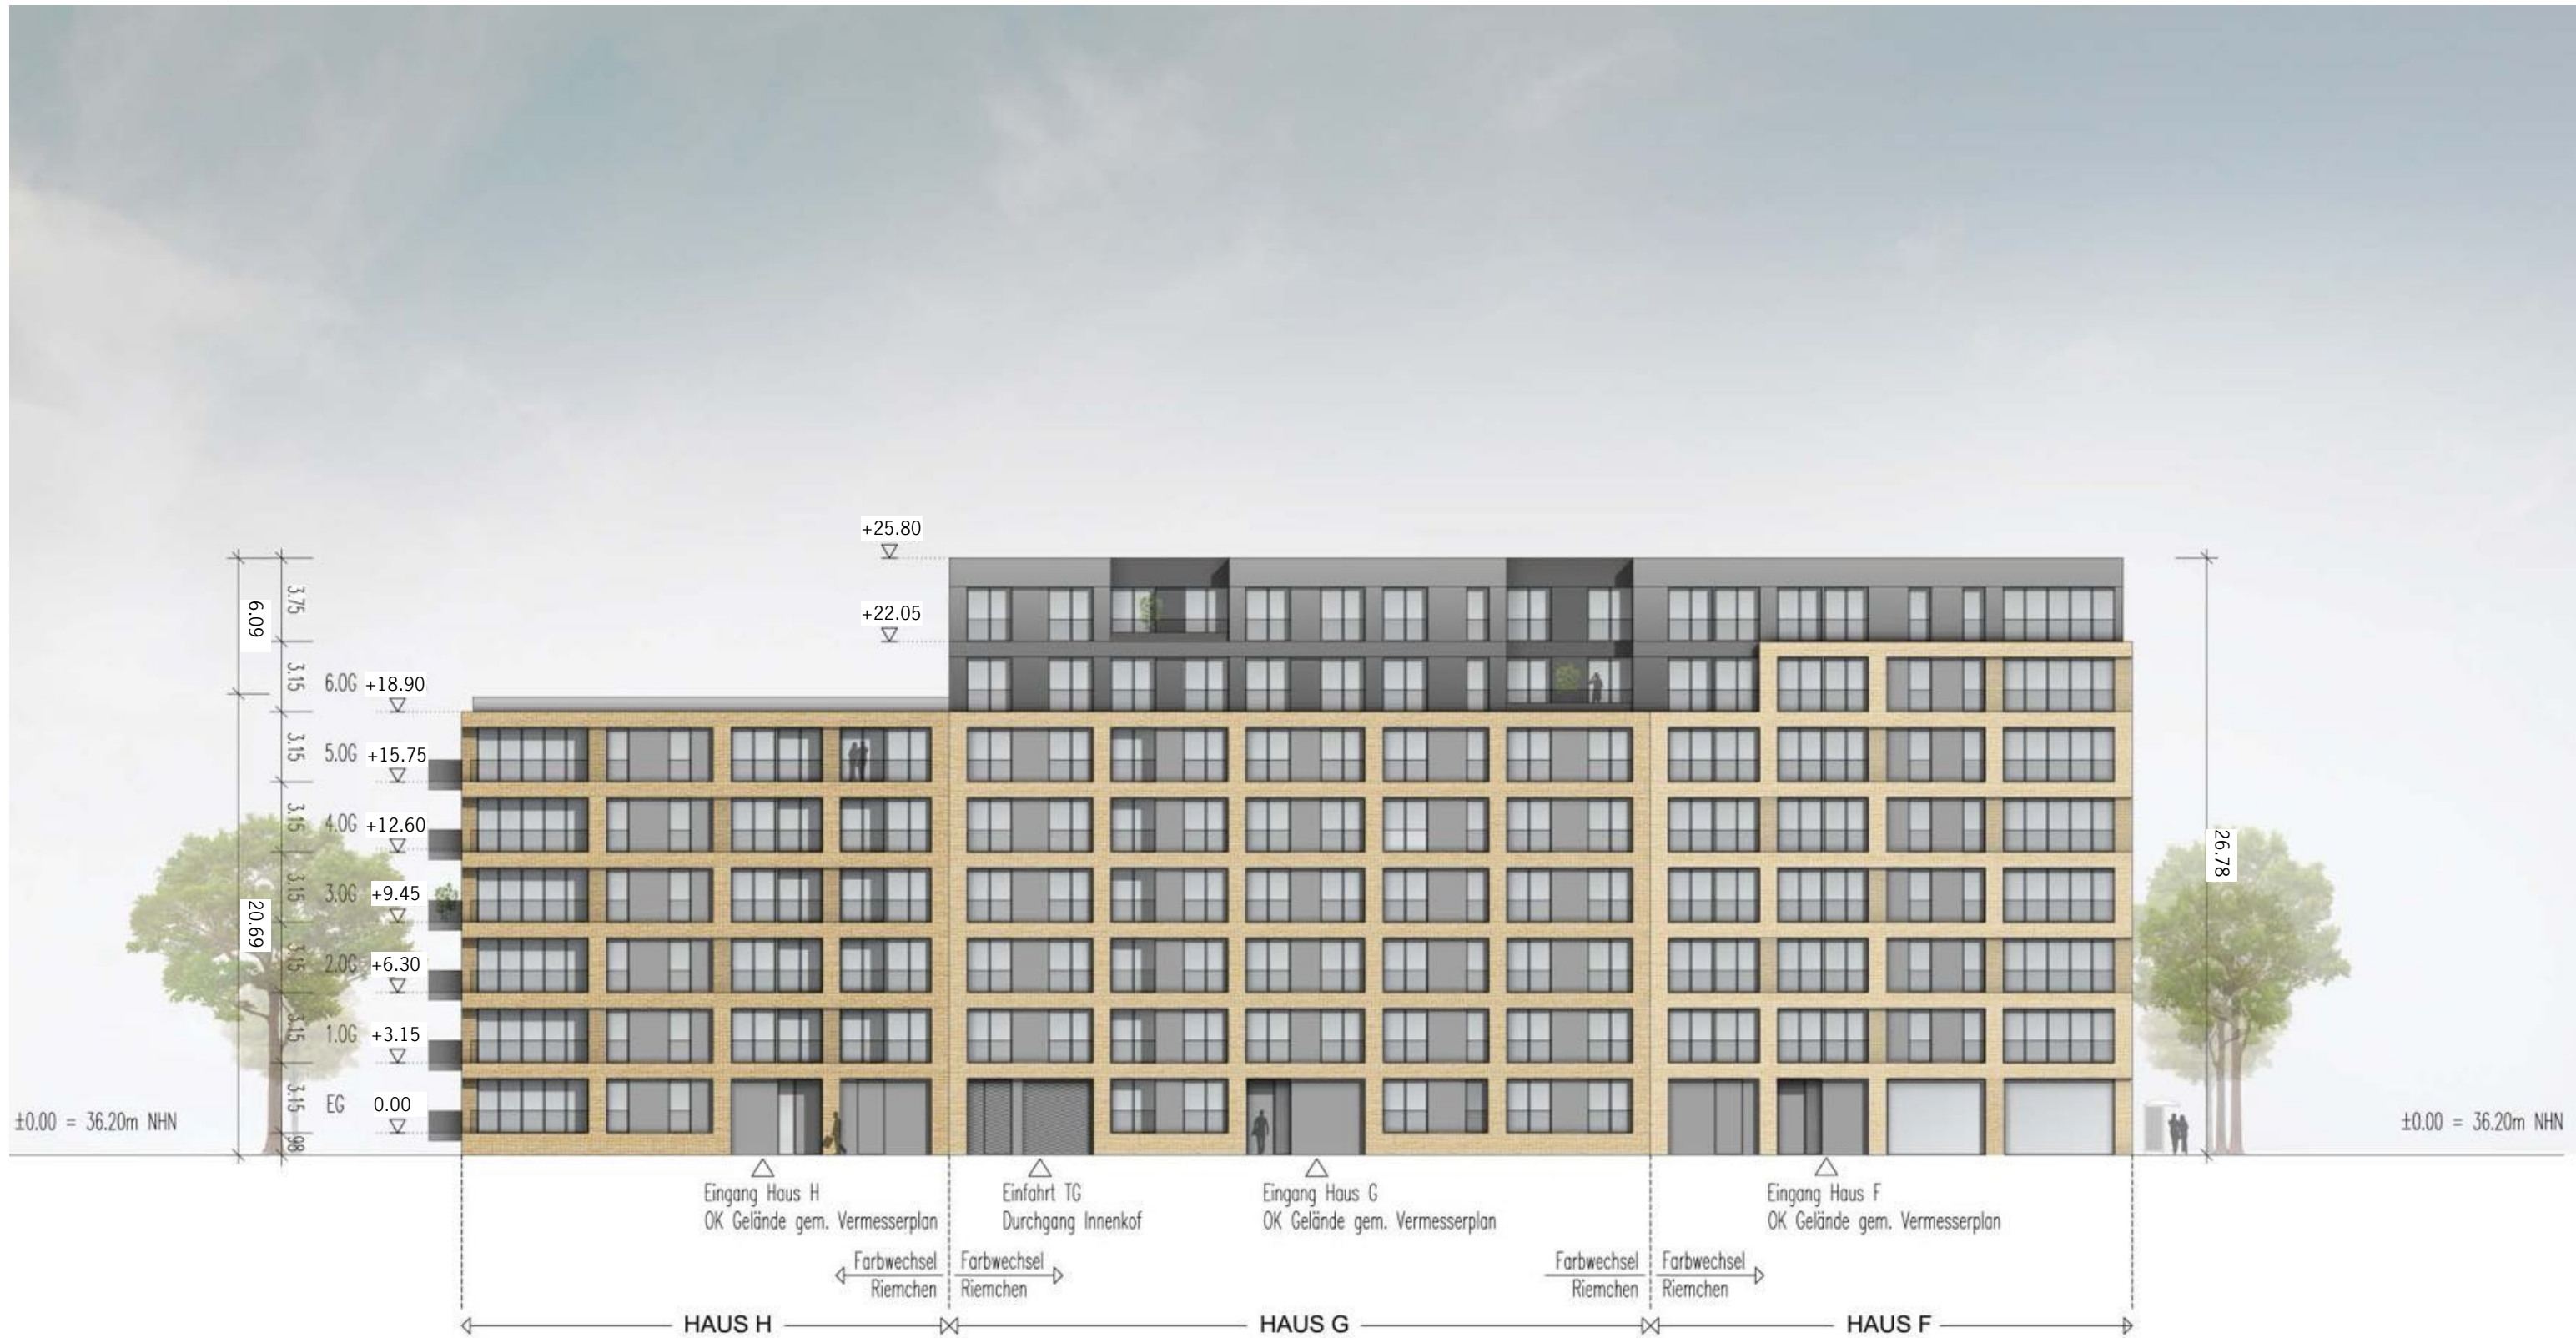 +25.80
3.75
6.09
+22.05
3.15
6.OG +18.90
3.15
5.OG +15.75
3.15
4.OG +12.60
26.78
3.15
3.OG +9.45
20.69
3.15
2.OG +6.30
3.15
1.OG +3.15
3.15
EG 0.00
98
±0.00 = 36.20m NHN
±0.00 = 36.20m NHN
Eingang Haus H
OK Gelände gem. Vermesserplan
Einfahrt TG
Durchgang Innenkof
Eingang Haus G
OK Gelände gem. Vermesserplan
Eingang Haus F
OK Gelände gem. Vermesserplan
Farbwechsel
Riemchen
Farbwechsel
Riemchen
Farbwechsel
Riemchen
Farbwechsel
Riemchen
HAUS H
HAUS G
HAUS F